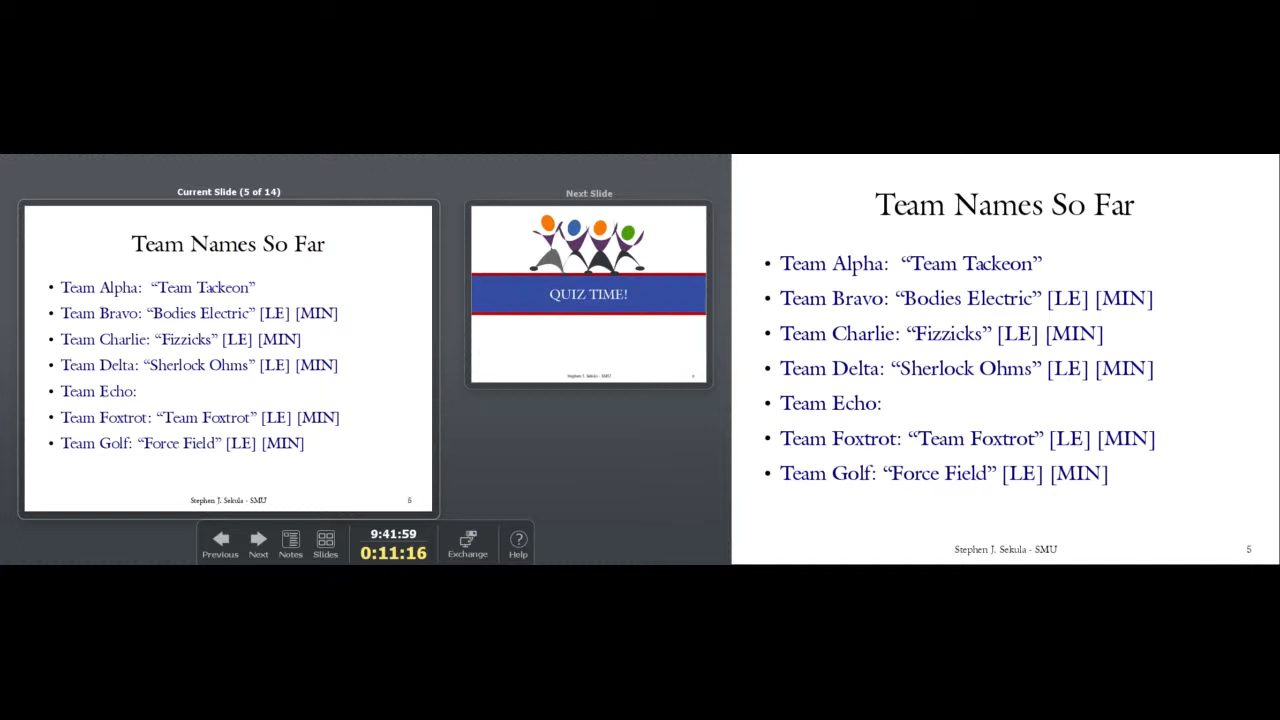 Current Slide (5 of 14)
Team Names So Far
• Team Alpha:  “Team Tackeon”
• Team Bravo: “Bodies Electric” [LE] [MIN]
• Team Charlie: “Fizzicks” [LE] [MIN]
• Team Delta: “Sherlock Ohms” [LE] [MIN]
• Team Echo:
• Team Foxtrot: “Team Foxtrot” [LE] [MIN]
• Team Golf: “Force Field” [LE] [MIN]
Stephen J. Sekula - SMU
5
Next Slide
QUIZ TIME!
Stephen J. Sekula - SMU
Previous
Next
Notes
Slides
9:41:59
0:11:16
Exchange
Help
Team Names So Far
• Team Alpha:  “Team Tackeon”
• Team Bravo: “Bodies Electric” [LE] [MIN]
• Team Charlie: “Fizzicks” [LE] [MIN]
• Team Delta: “Sherlock Ohms” [LE] [MIN]
• Team Echo:
• Team Foxtrot: “Team Foxtrot” [LE] [MIN]
• Team Golf: “Force Field” [LE] [MIN]
Stephen J. Sekula - SMU
5